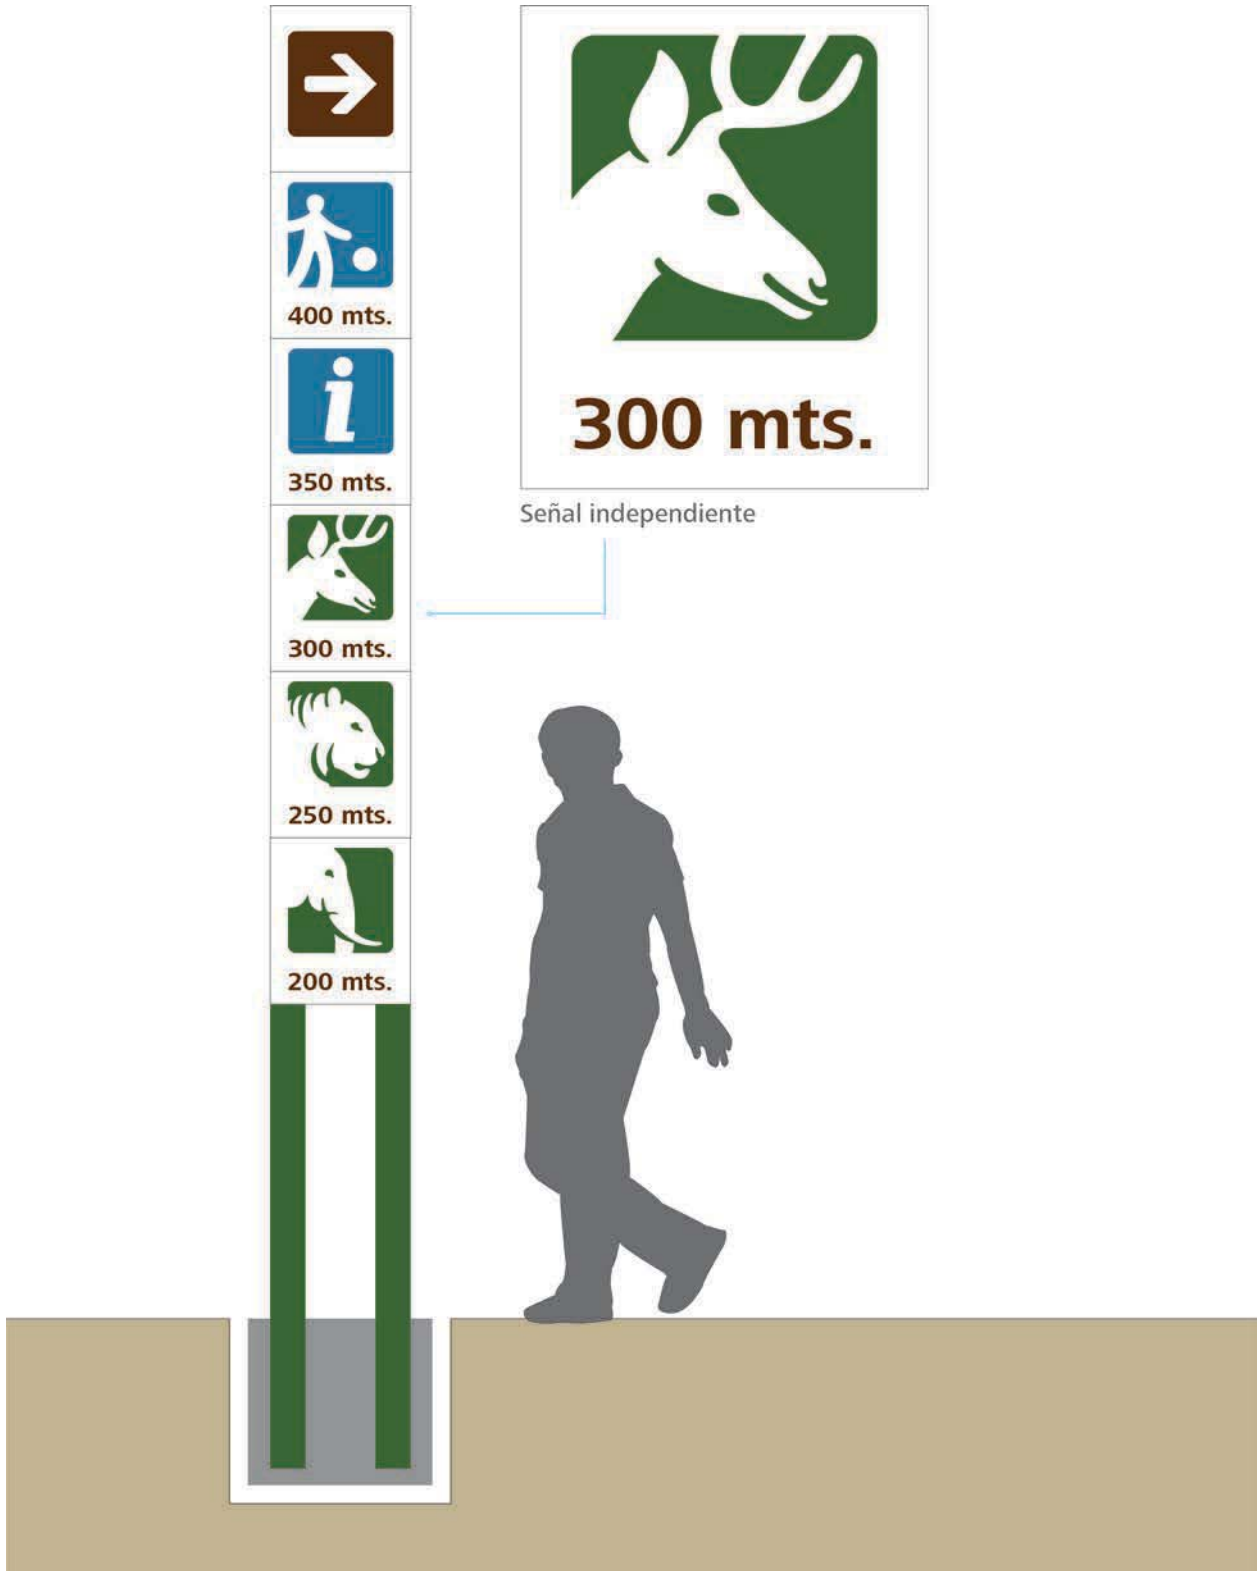 400 mts.
i
350 mts.
300 mts.
250 mts.
200 mts.
300 mts.
Señal independiente